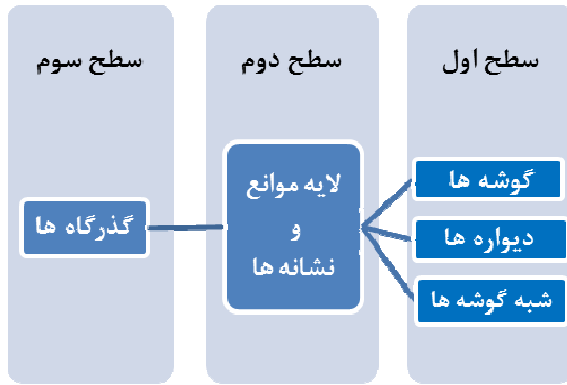 سطح اول
سطح دوم
سطح سوم
گوشه ها
دیواره ها
شبه گوشه ها
لایه موانع
و
نشانه ها
گذرگاه ها